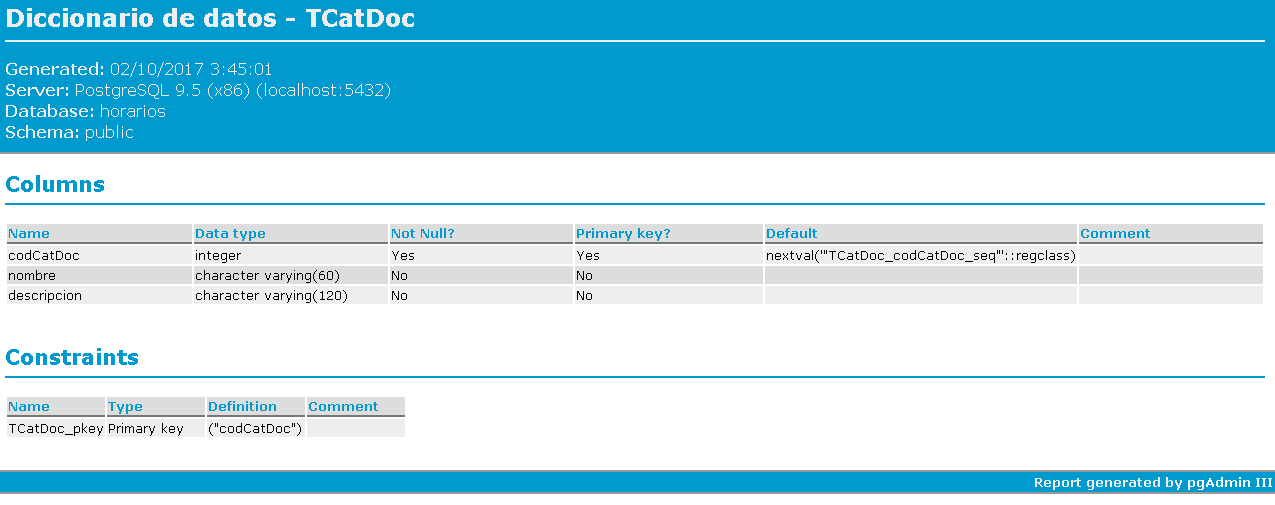 Diccionario de datos - TCatDoc
Generated: 02/10/2017 3:45:01
Server: PostgreSQL 9.5 (x86) (localhost:5432)
Database: horarios
Schema: public
Columns
Name Data type Not Null? Primary key? Default Comment
codCatDoc integer Yes Yes nextval('"TCatDoc_codCatDoc_seq"'::regclass)
nombre character varying(60) No No
descripcion character varying(120) No No
Constraints
Name Type Definition Comment
TCatDoc_pkey Primary key ("codCatDoc")
Report generated by pgAdmin III